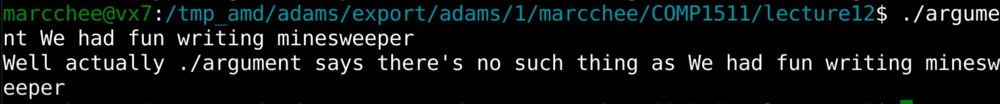 marcchee@vx7:/tmp_amd/adams/export/adams/1/marcchee/COMP1511/lecture12$ ./argume
nt We had fun writing minesweeper
Well actually ./argument says there's no such thing as We had fun writing minesw
eeper